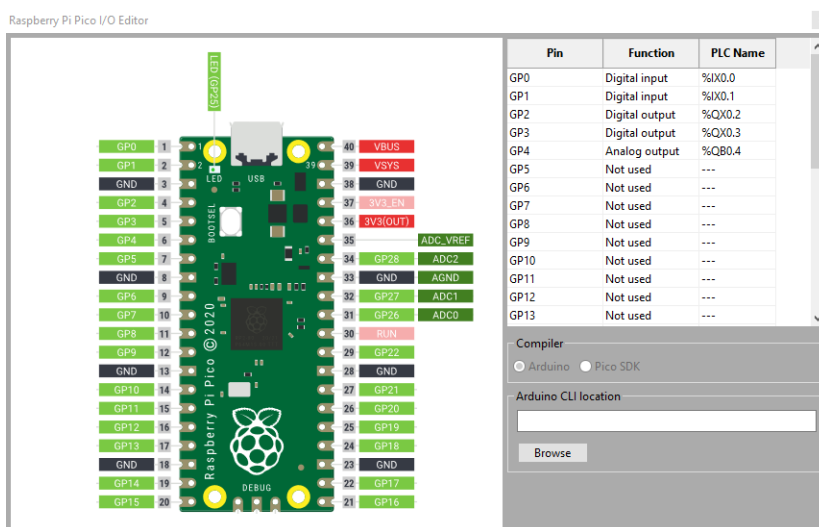 Raspberry Pi Pico I/O Editor
LED (GP25)
GP0 1 1 40 VBUS
GP1 2 2 39 39 VSYS
GND 3 LED USB 38 GND
GP2 4 37 3V3_EN
GP3 5 BOOTSEL 36 3V3(OUT)
GP4 6 35 ADC_VREF
GP5 7 34 GP28 ADC2
GND 8 33 GND AGND
GP6 9 32 GP27 ADC1
GP7 10 31 GP26 ADC0
GP8 11 30 RUN
GP9 12 29 GP22
GND 13 28 GND
GP10 14 27 GP21
GP11 15 26 GP20
GP12 16 25 GP19
GP13 17 24 GP18
GND 18 23 GND
GP14 19 22 GP17
GP15 20 21 GP16
Raspberry Pi Pico © 2020
DEBUG
Pin Function PLC Name
GP0 Digital input %IX0.0
GP1 Digital input %IX0.1
GP2 Digital output %QX0.2
GP3 Digital output %QX0.3
GP4 Analog output %QB0.4
GP5 Not used ---
GP6 Not used ---
GP7 Not used ---
GP8 Not used ---
GP9 Not used ---
GP10 Not used ---
GP11 Not used ---
GP12 Not used ---
GP13 Not used ---
Compiler
Arduino Pico SDK
Arduino CLI location
Browse